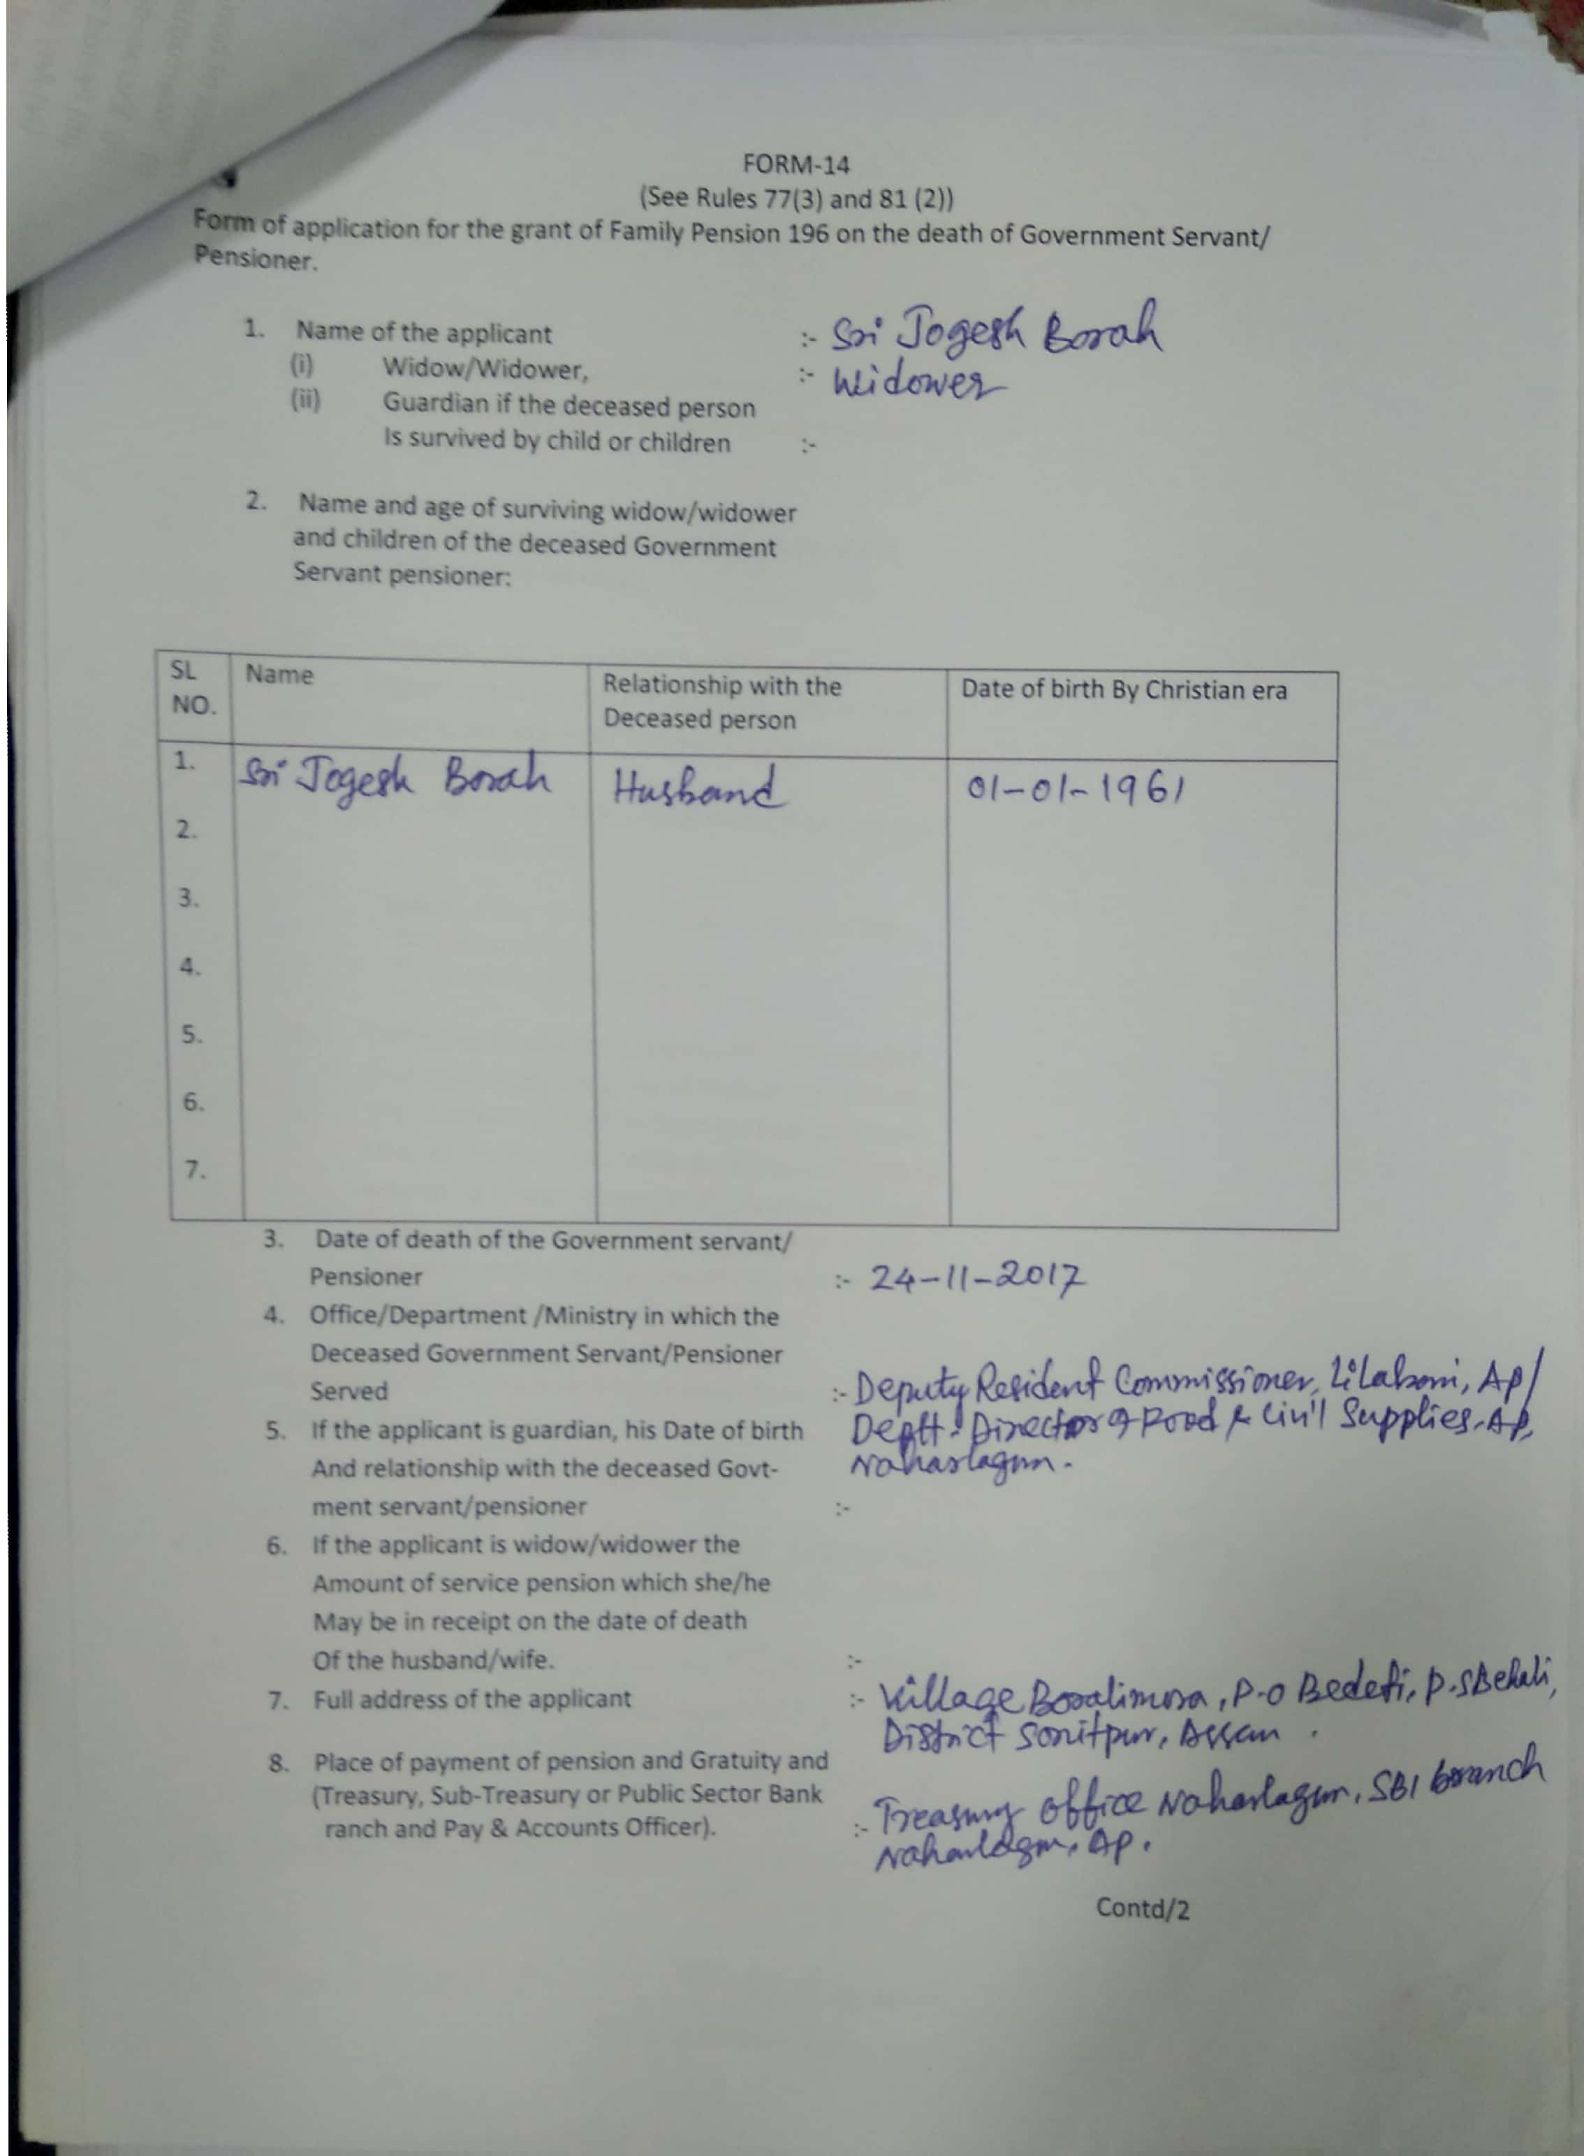 FORM-14
(See Rules 77(3) and 81 (2))
Form of application for the grant of Family Pension 196 on the death of Government Servant/
Pensioner.
1. Name of the applicant :- Sri Jogesh Borah
(i) Widow/Widower, :- Widower
(ii) Guardian if the deceased person
Is survived by child or children :-
2. Name and age of surviving widow/widower
and children of the deceased Government
Servant pensioner:
SL NO. Name Relationship with the Deceased person Date of birth By Christian era
1. Sri Jogesh Borah Husband 01-01-1961
2.
3.
4.
5.
6.
7.
3. Date of death of the Government servant/
Pensioner :- 24-11-2017
4. Office/Department /Ministry in which the
Deceased Government Servant/Pensioner
Served :- Deputy Resident Commissioner, Lilabari, AP/
5. If the applicant is guardian, his Date of birth Deptt. Director of Food & Civil Supplies, AP,
And relationship with the deceased Govt- Naharlagun.
ment servant/pensioner :-
6. If the applicant is widow/widower the
Amount of service pension which she/he
May be in receipt on the date of death
Of the husband/wife. :-
7. Full address of the applicant :- Village Boralimora, P.O Bedeti, P.S Behali,
District Sonitpur, Assam.
8. Place of payment of pension and Gratuity and
(Treasury, Sub-Treasury or Public Sector Bank
ranch and Pay & Accounts Officer). :- Treasury office Naharlagun, SBI branch
Naharlagun, AP.
Contd/2